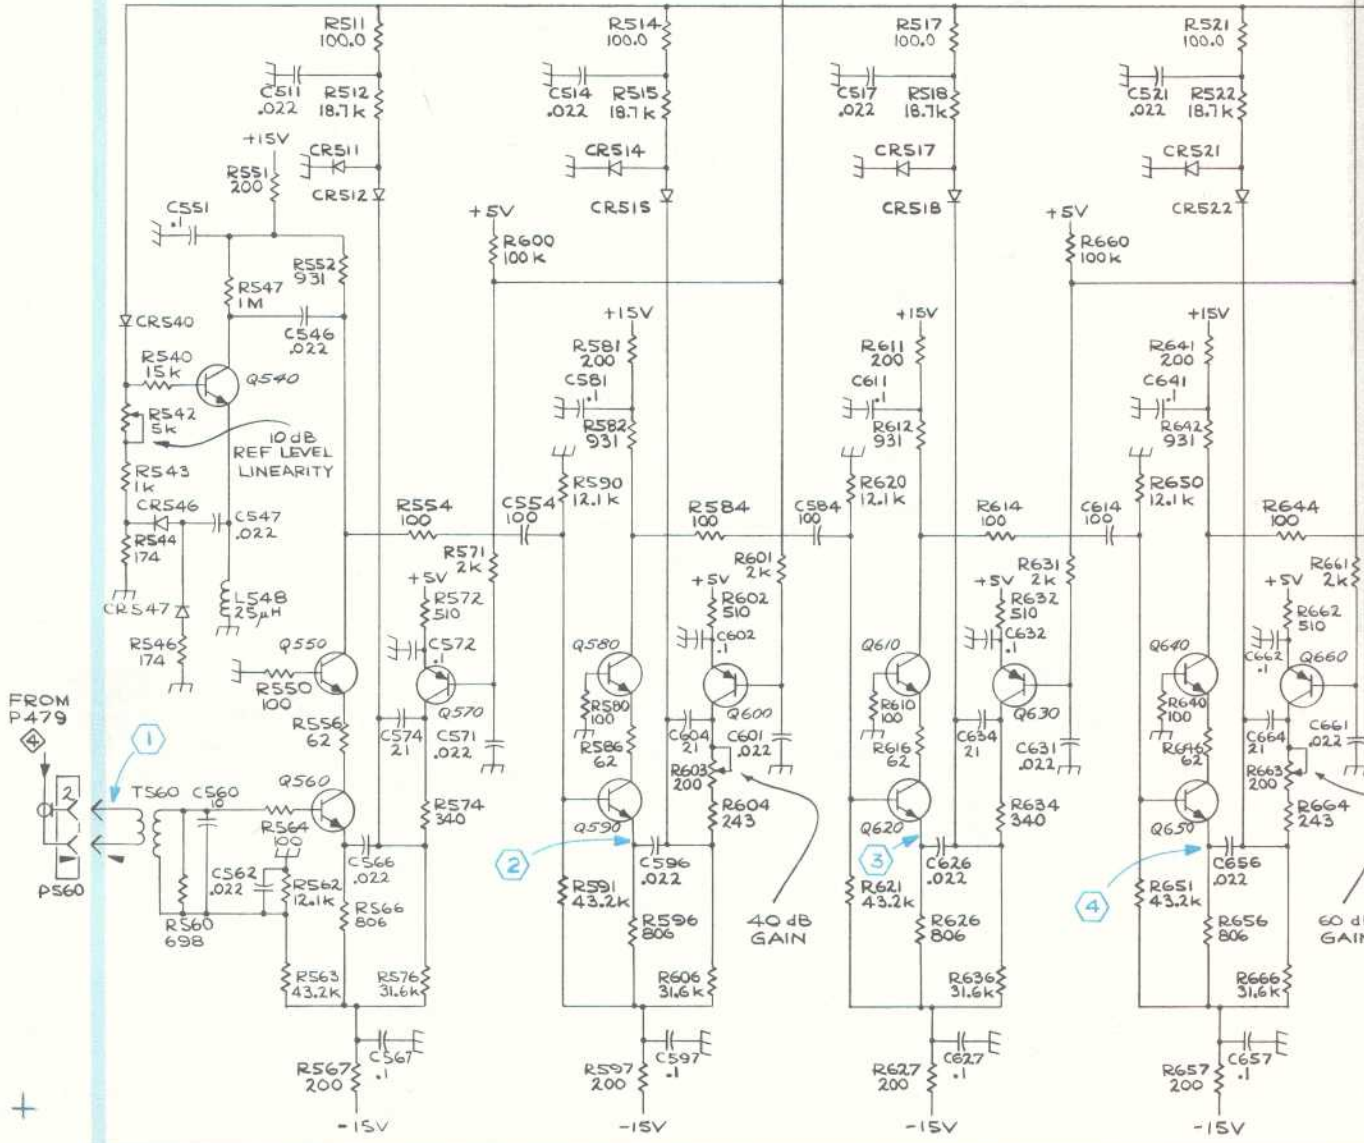 R511
100.0
R514
100.0
R517
100.0
R521
100.0
C511
.022
R512
18.7k
C514
.022
R515
18.7k
C517
.022
R518
18.7k
C521
.022
R522
18.7k
+15V
CR511
CR514
CR517
CR521
R551
200
CR512
CR515
CR518
CR522
C551
.1
+5V
R600
100k
+5V
R660
100k
R552
931
R547
1M
CR540
C546
.022
+15V
+15V
+15V
R540
15k
Q540
R581
200
R611
200
R641
200
C581
.1
C611
.1
C641
.1
R542
5k
10 dB
REF LEVEL
LINEARITY
R582
931
R612
931
R642
931
R543
1k
R590
12.1k
R620
12.1k
R650
12.1k
CR546
C547
.022
R544
174
R554
100
C554
100
R584
100
C584
100
R614
100
C614
100
R644
100
R571
2k
R601
2k
R631
2k
R661
2k
+5V
+5V
+5V
+5V
CR547
L548
25µH
R572
510
R602
510
R632
510
R662
510
R546
174
Q550
C572
.1
Q580
C602
.1
Q610
C632
.1
Q640
C662
.1
Q660
R550
100
Q570
R580
100
Q600
R610
100
Q630
R640
100
FROM
P479
4
1
R556
62
C574
21
C571
.022
R586
62
C604
21
C601
.022
R616
62
C634
21
C631
.022
R646
62
C664
21
C661
.022
2
T560
C560
10
Q560
R603
200
R663
200
R564
100
R574
340
Q590
R604
243
Q620
R634
340
Q650
R664
243
P560
C562
.022
R562
12.1k
C566
.022
2
C596
.022
3
C626
.022
4
C656
.022
R560
698
R566
806
R591
43.2k
R596
806
40 dB
GAIN
R621
43.2k
R626
806
R651
43.2k
R656
806
60 dB
GAIN
R563
43.2k
R576
31.6k
R606
31.6k
R636
31.6k
R666
31.6k
C567
.1
C597
.1
C627
.1
C657
.1
R567
200
R597
200
R627
200
R657
200
-15V
-15V
-15V
-15V